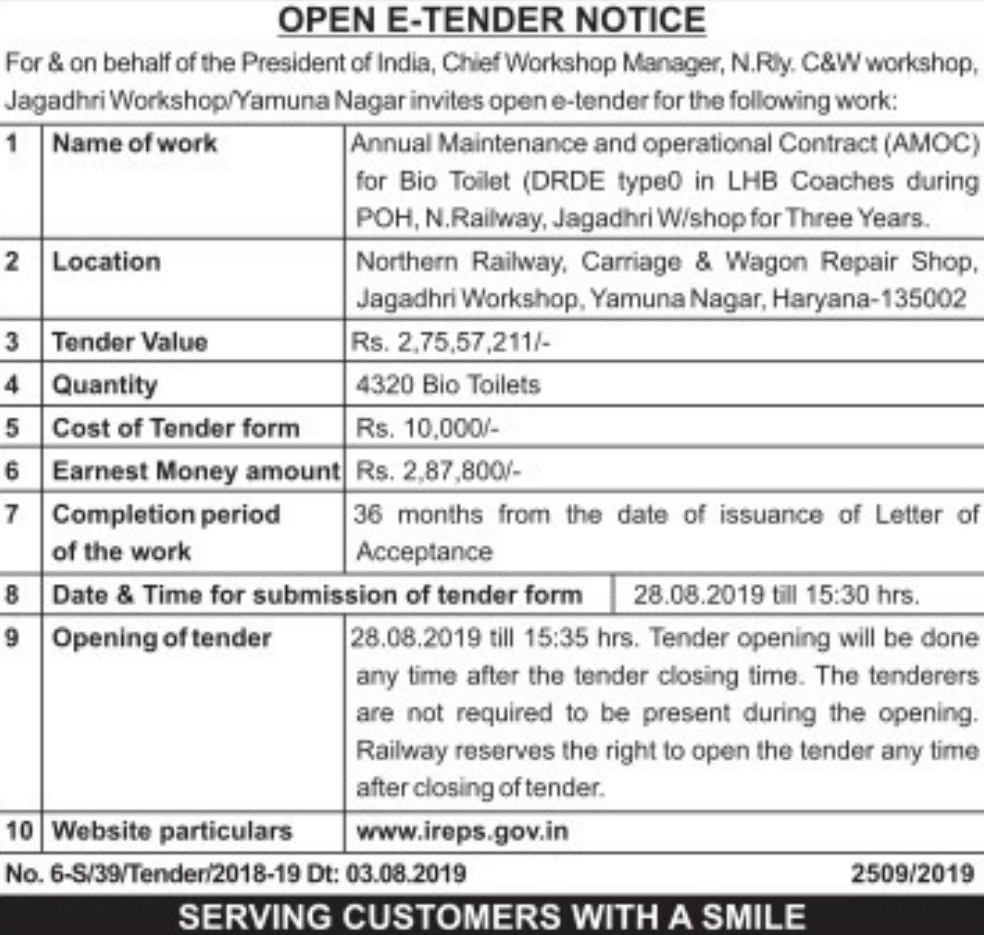 OPEN E-TENDER NOTICE
For & on behalf of the President of India, Chief Workshop Manager, N.Rly. C&W workshop,
Jagadhri Workshop/Yamuna Nagar invites open e-tender for the following work:
1 Name of work Annual Maintenance and operational Contract (AMOC)
for Bio Toilet (DRDE type0 in LHB Coaches during
POH, N.Railway, Jagadhri W/shop for Three Years.
2 Location Northern Railway, Carriage & Wagon Repair Shop,
Jagadhri Workshop, Yamuna Nagar, Haryana-135002
3 Tender Value Rs. 2,75,57,211/-
4 Quantity 4320 Bio Toilets
5 Cost of Tender form Rs. 10,000/-
6 Earnest Money amount Rs. 2,87,800/-
7 Completion period 36 months from the date of issuance of Letter of
of the work Acceptance
8 Date & Time for submission of tender form 28.08.2019 till 15:30 hrs.
9 Opening of tender 28.08.2019 till 15:35 hrs. Tender opening will be done
any time after the tender closing time. The tenderers
are not required to be present during the opening.
Railway reserves the right to open the tender any time
after closing of tender.
10 Website particulars www.ireps.gov.in
No. 6-S/39/Tender/2018-19 Dt: 03.08.2019 2509/2019
SERVING CUSTOMERS WITH A SMILE